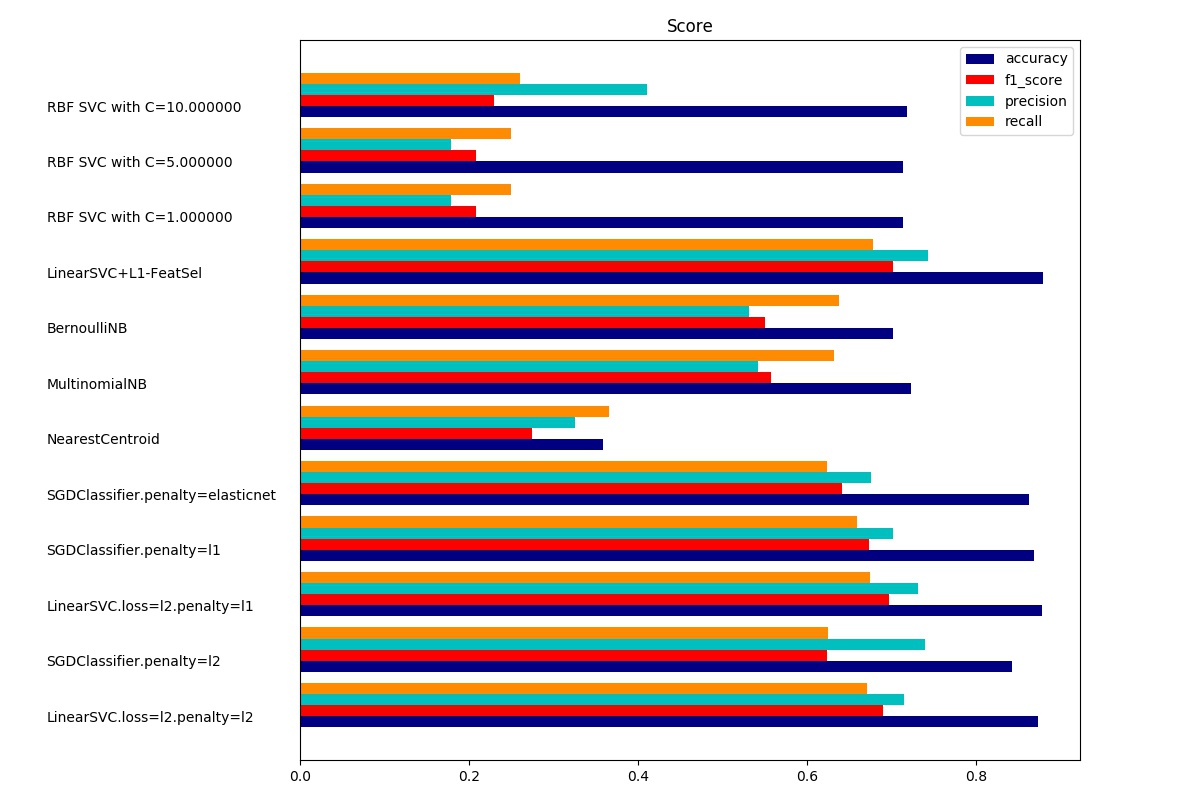 Score
accuracy
f1_score
precision
recall
RBF SVC with C=10.000000
RBF SVC with C=5.000000
RBF SVC with C=1.000000
LinearSVC+L1-FeatSel
BernoulliNB
MultinomialNB
NearestCentroid
SGDClassifier.penalty=elasticnet
SGDClassifier.penalty=l1
LinearSVC.loss=l2.penalty=l1
SGDClassifier.penalty=l2
LinearSVC.loss=l2.penalty=l2
0.0 0.2 0.4 0.6 0.8